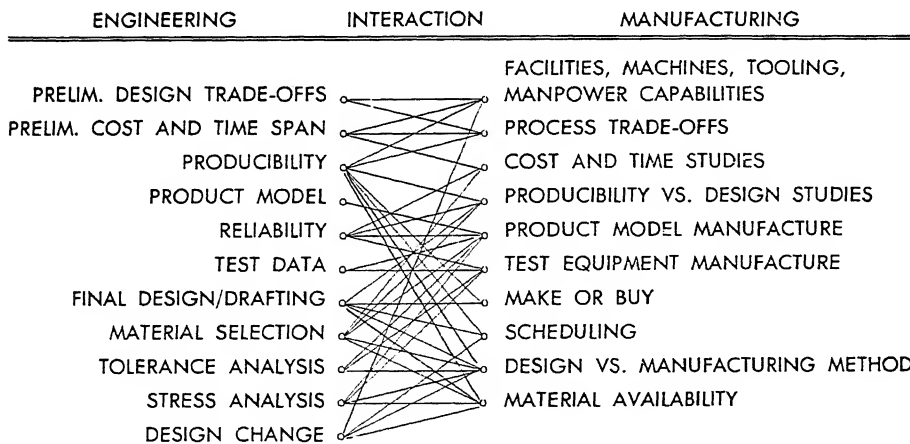 ENGINEERING INTERACTION MANUFACTURING
FACILITIES, MACHINES, TOOLING,
PRELIM. DESIGN TRADE-OFFS MANPOWER CAPABILITIES
PRELIM. COST AND TIME SPAN PROCESS TRADE-OFFS
PRODUCIBILITY COST AND TIME STUDIES
PRODUCT MODEL PRODUCIBILITY VS. DESIGN STUDIES
RELIABILITY PRODUCT MODEL MANUFACTURE
TEST DATA TEST EQUIPMENT MANUFACTURE
FINAL DESIGN/DRAFTING MAKE OR BUY
MATERIAL SELECTION SCHEDULING
TOLERANCE ANALYSIS DESIGN VS. MANUFACTURING METHOD
STRESS ANALYSIS MATERIAL AVAILABILITY
DESIGN CHANGE